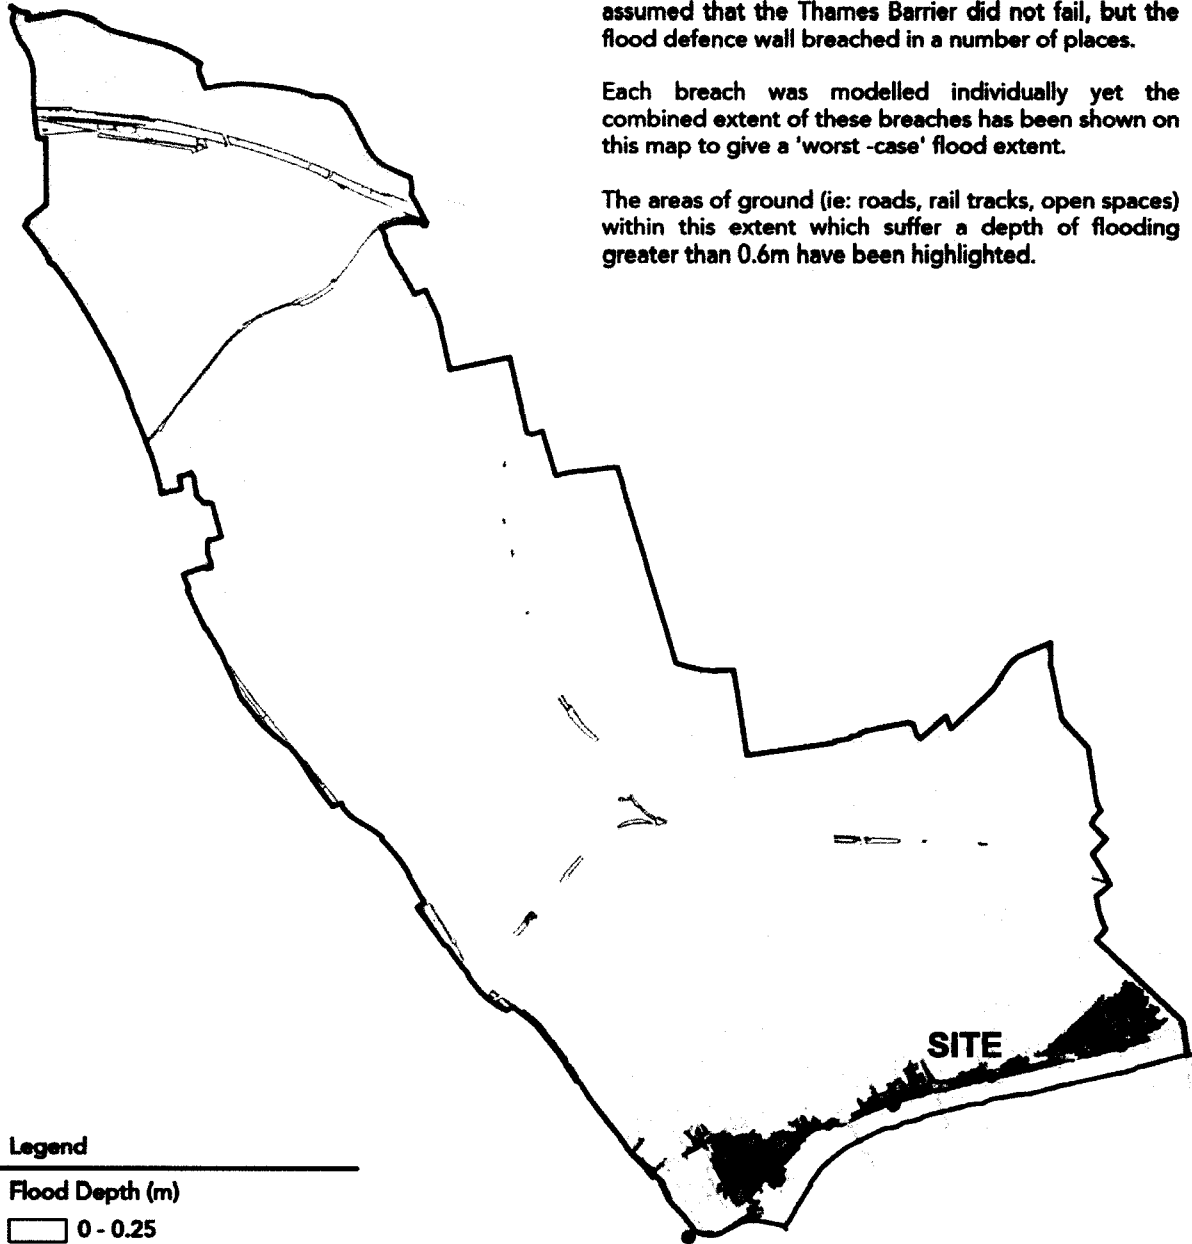 assumed that the Thames Barrier did not fail, but the
flood defence wall breached in a number of places.
Each breach was modelled individually yet the
combined extent of these breaches has been shown on
this map to give a 'worst -case' flood extent.
The areas of ground (ie: roads, rail tracks, open spaces)
within this extent which suffer a depth of flooding
greater than 0.6m have been highlighted.
SITE
Legend
Flood Depth (m)
0 - 0.25